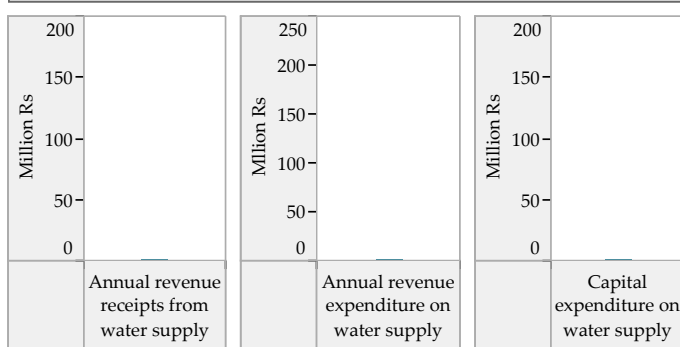 200
150
100
50
0
Million Rs
Annual revenue
receipts from
water supply
250
200
150
100
50
0
MIlion Rs
Annual revenue
expenditure on
water supply
200
150
100
50
0
Million Rs
Capital
expenditure on
water supply